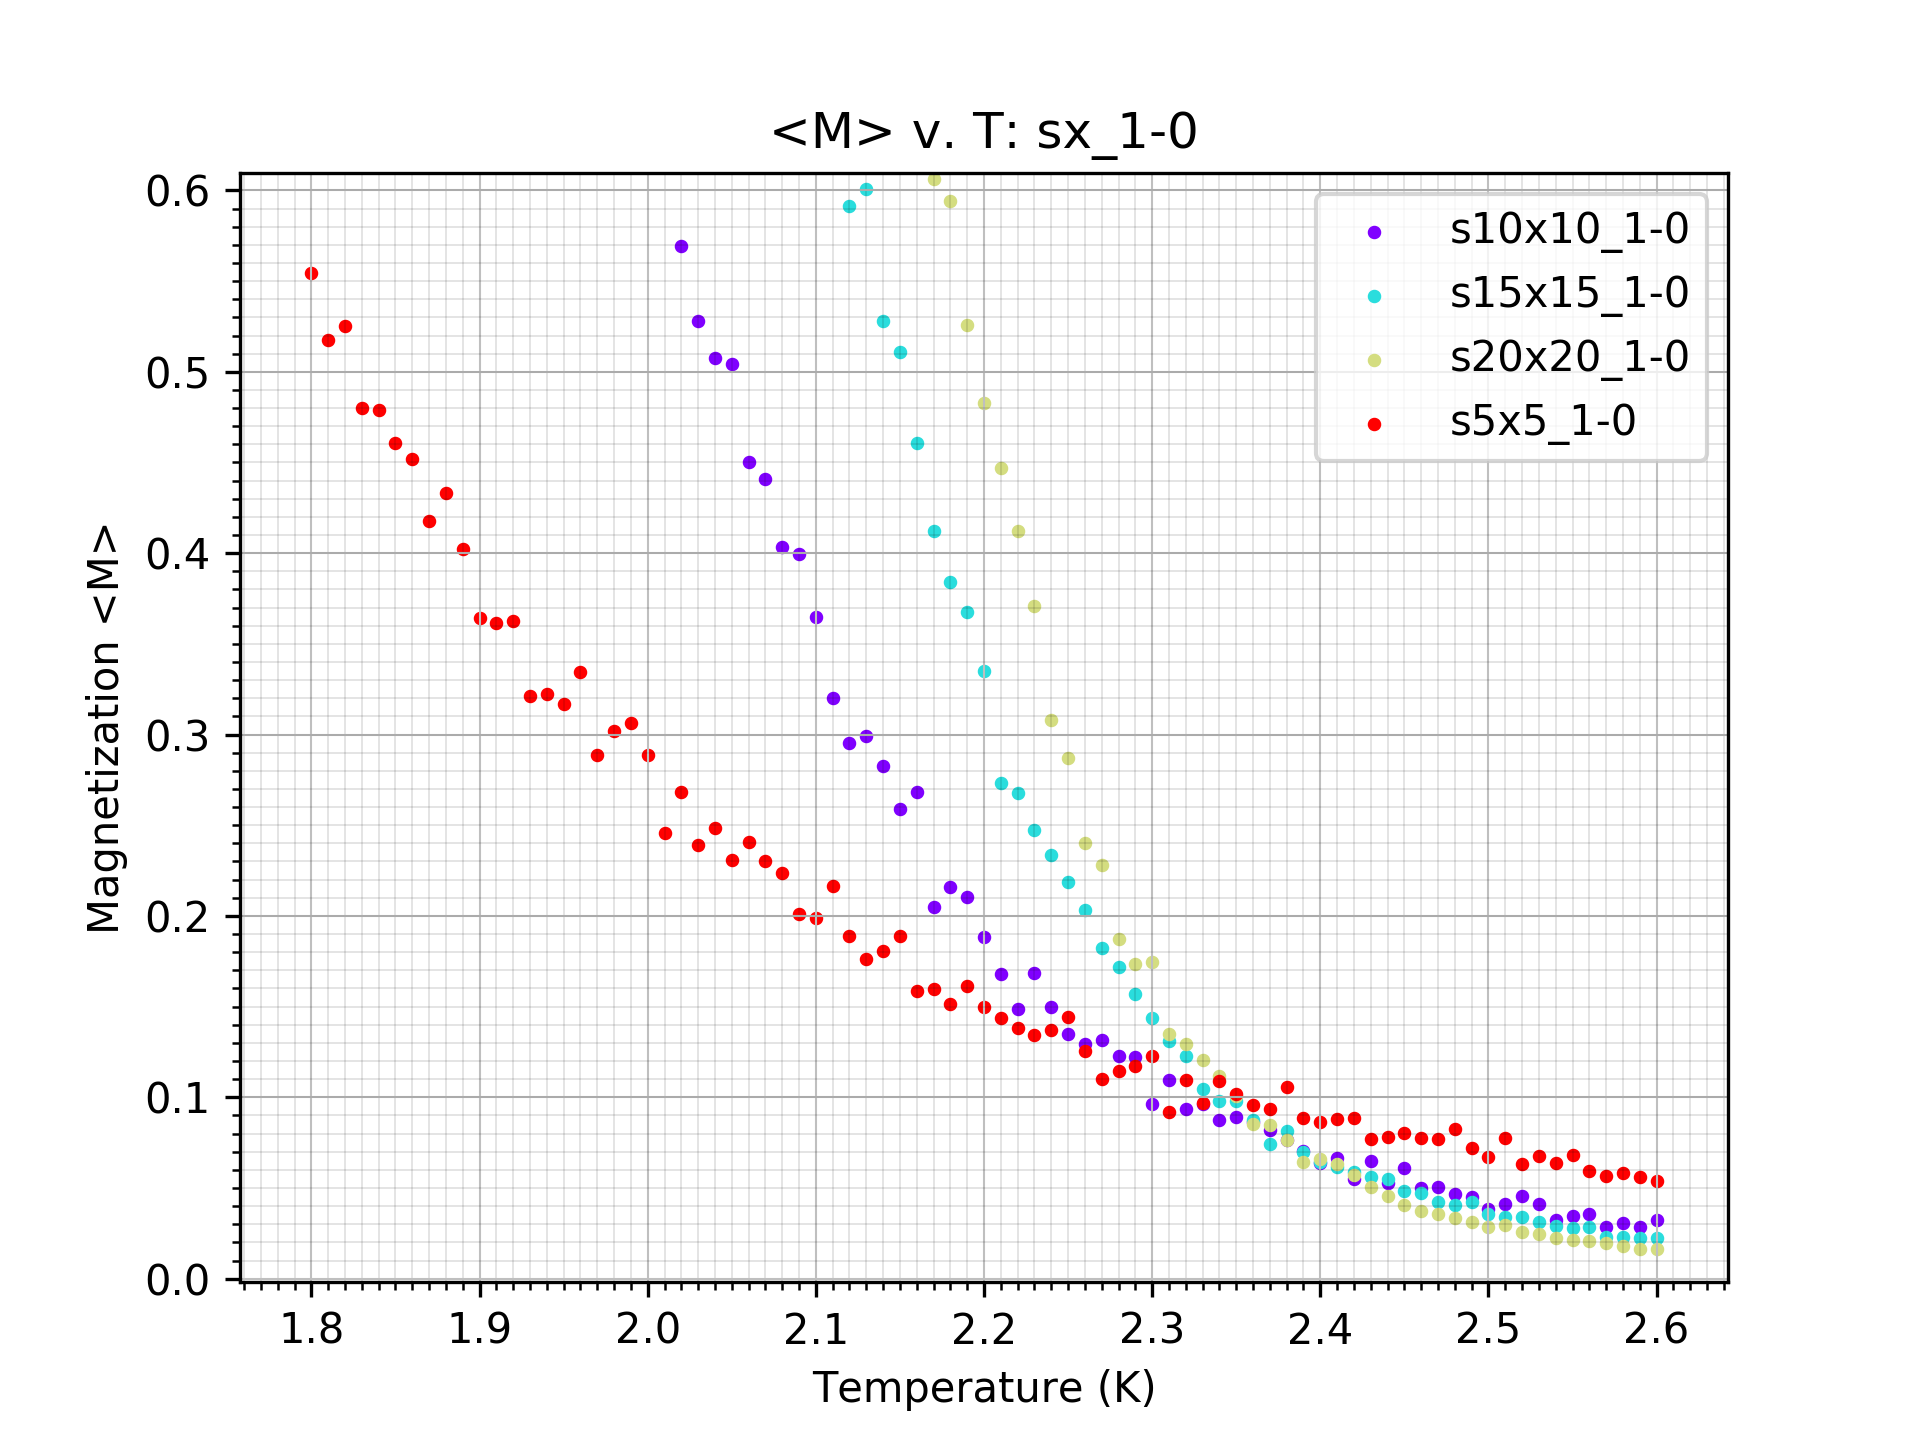 <M> v. T: sx_1-0
0.6
0.5
0.4
0.3
0.2
0.1
0.0
Magnetization <M>
s10x10_1-0
s15x15_1-0
s20x20_1-0
s5x5_1-0
1.8 1.9 2.0 2.1 2.2 2.3 2.4 2.5 2.6
Temperature (K)